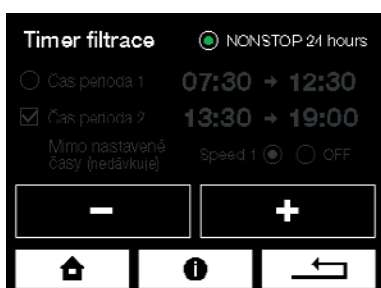 Timer filtrace NONSTOP 24 hours
Čas perioda 1 07:30 → 12:30
Čas perioda 2 13:30 → 19:00
Mimo nastavené Speed 1 OFF
časy (nedávkuje)